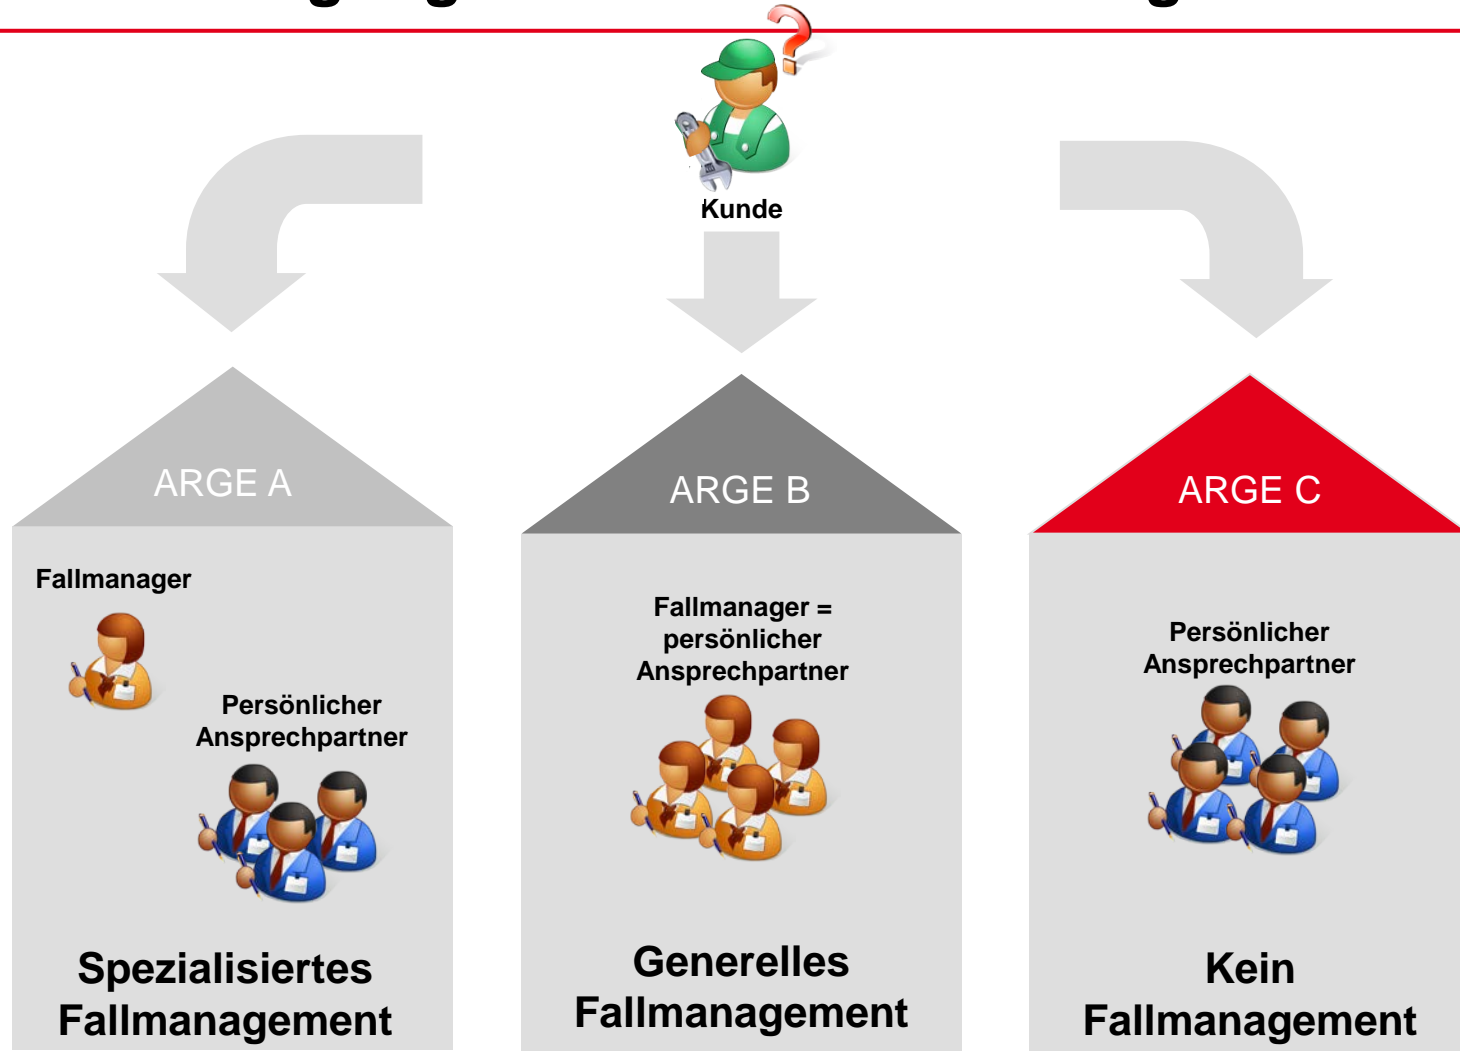 Kunde
ARGE A
ARGE B
ARGE C
Fallmanager
Persönlicher
Ansprechpartner
Fallmanager =
persönlicher
Ansprechpartner
Persönlicher
Ansprechpartner
Spezialisiertes
Fallmanagement
Generelles
Fallmanagement
Kein
Fallmanagement